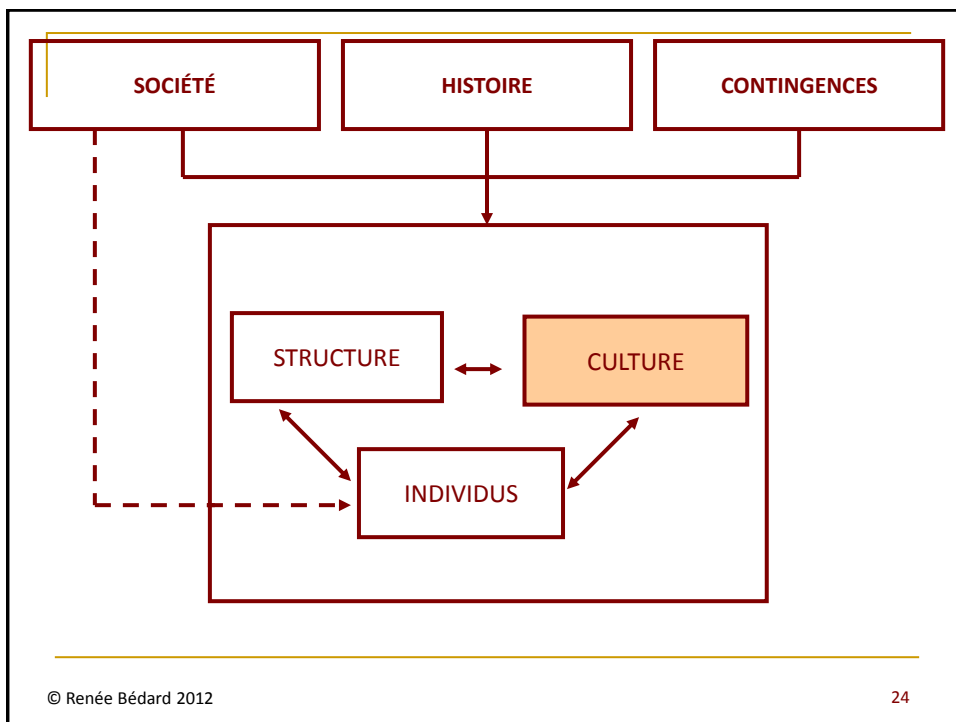 SOCIÉTÉ
HISTOIRE
CONTINGENCES
STRUCTURE
CULTURE
INDIVIDUS
© Renée Bédard 2012
24